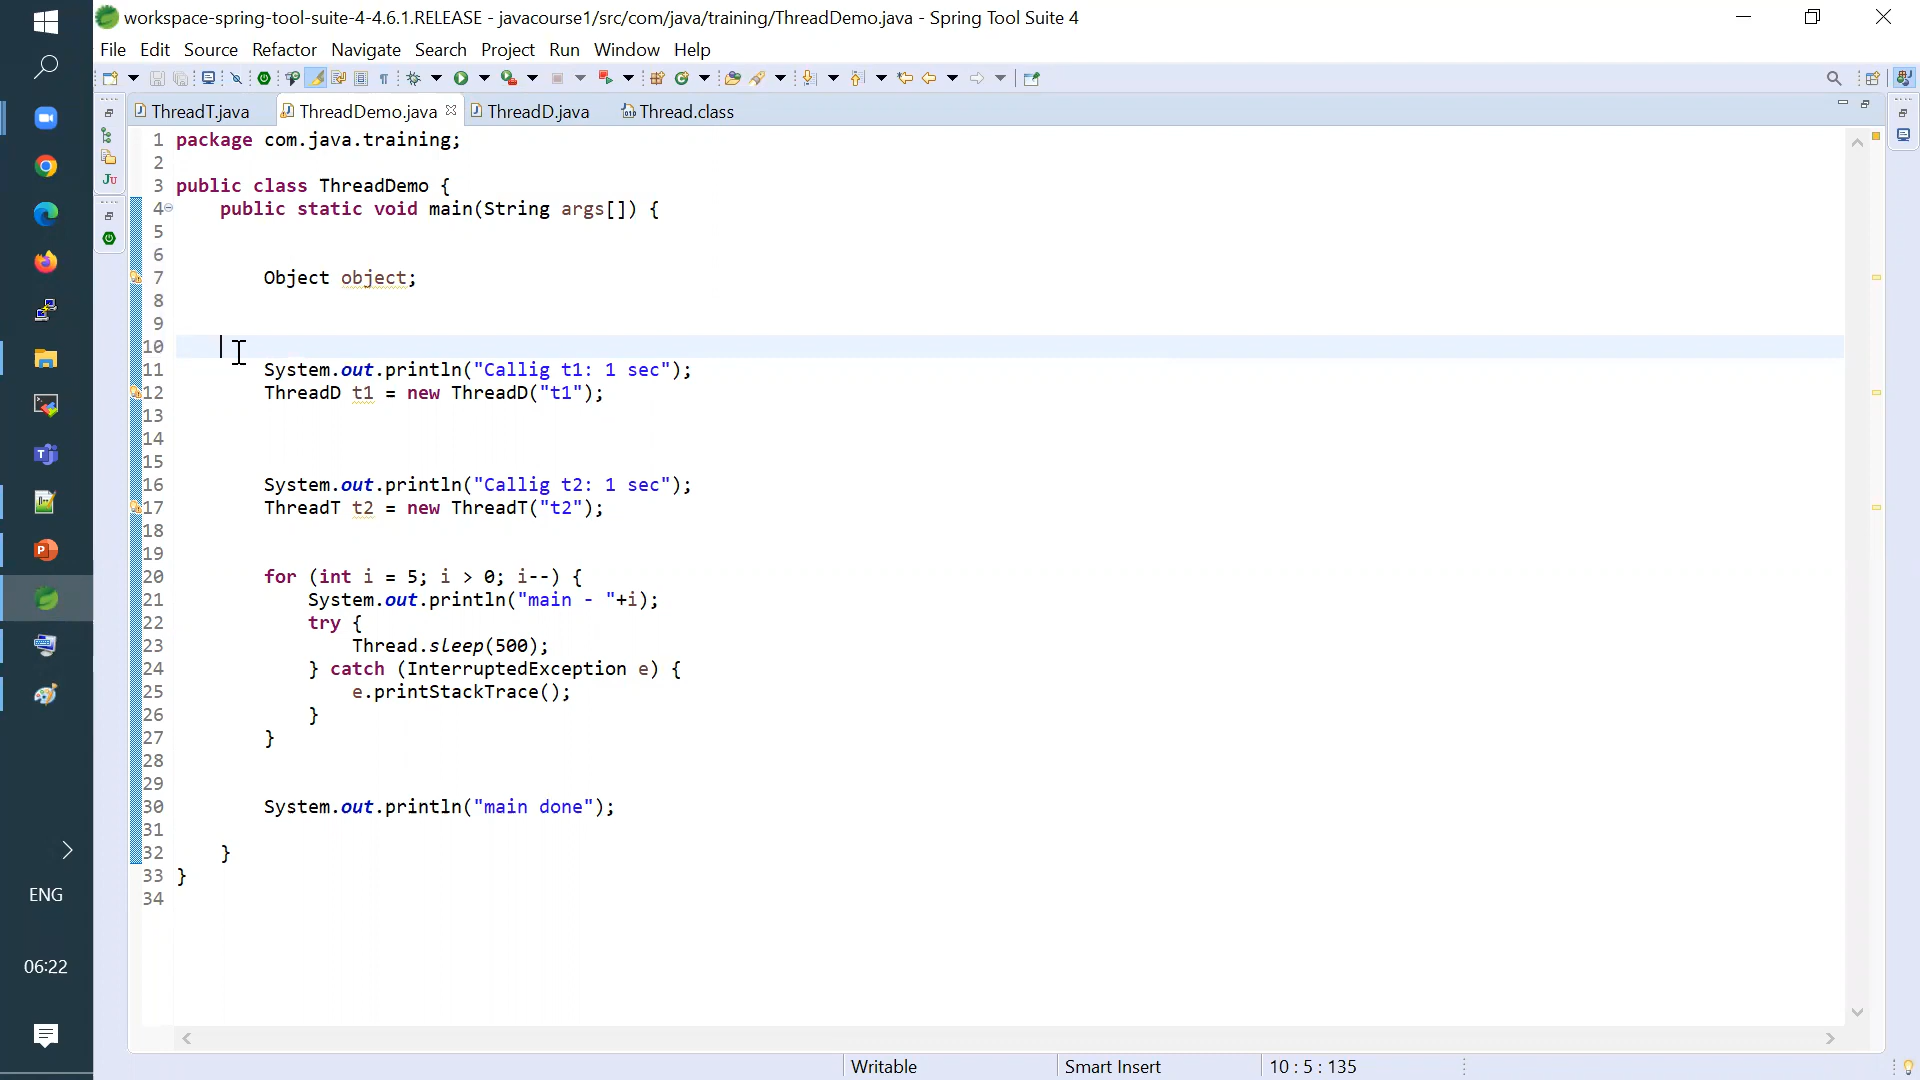 workspace-spring-tool-suite-4-4.6.1.RELEASE - javacourse1/src/com/java/training/ThreadDemo.java - Spring Tool Suite 4
File Edit Source Refactor Navigate Search Project Run Window Help
ThreadT.java ThreadDemo.java ThreadD.java Thread.class
1 package com.java.training;
2
3 public class ThreadDemo {
4 public static void main(String args[]) {
5
6
7 Object object;
8
9
10
11 System.out.println("Callig t1: 1 sec");
12 ThreadD t1 = new ThreadD("t1");
13
14
15
16 System.out.println("Callig t2: 1 sec");
17 ThreadT t2 = new ThreadT("t2");
18
19
20 for (int i = 5; i > 0; i--) {
21 System.out.println("main - "+i);
22 try {
23 Thread.sleep(500);
24 } catch (InterruptedException e) {
25 e.printStackTrace();
26 }
27 }
28
29
30 System.out.println("main done");
31
32 }
33 }
34
ENG
06:22
Writable Smart Insert 10 : 5 : 135